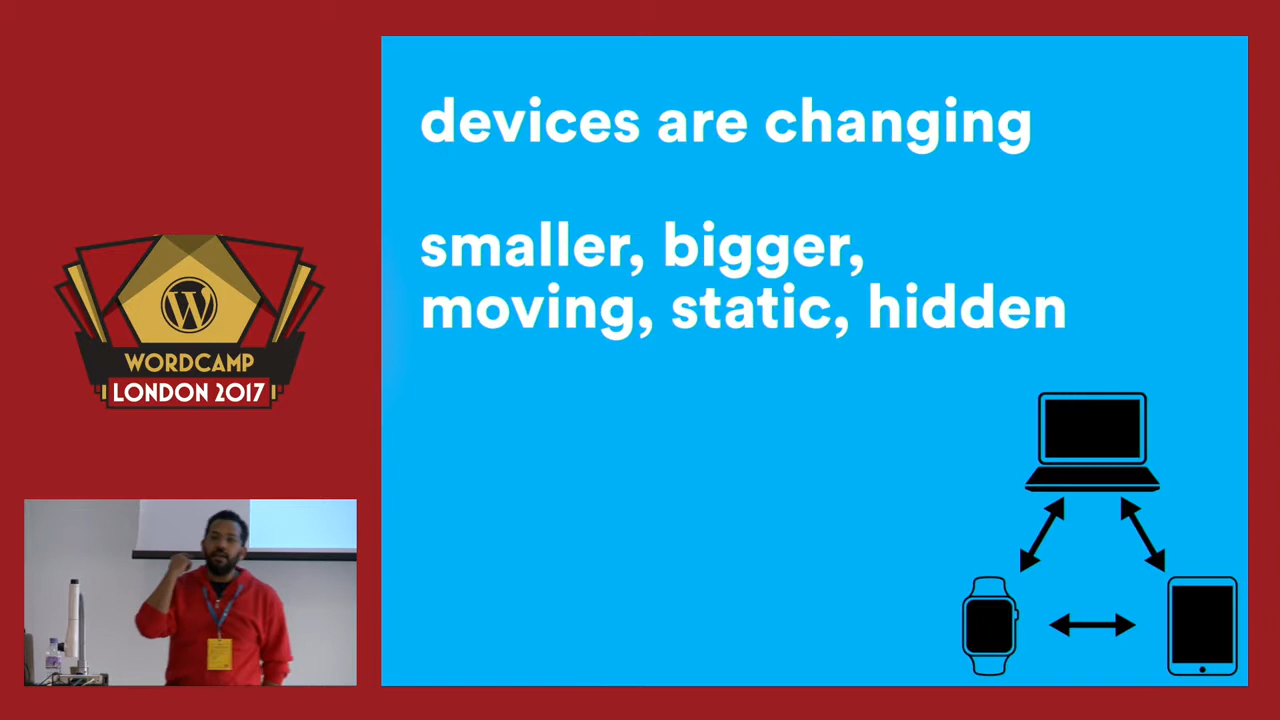 devices are changing
smaller, bigger,
moving, static, hidden
WORDCAMP
LONDON 2017